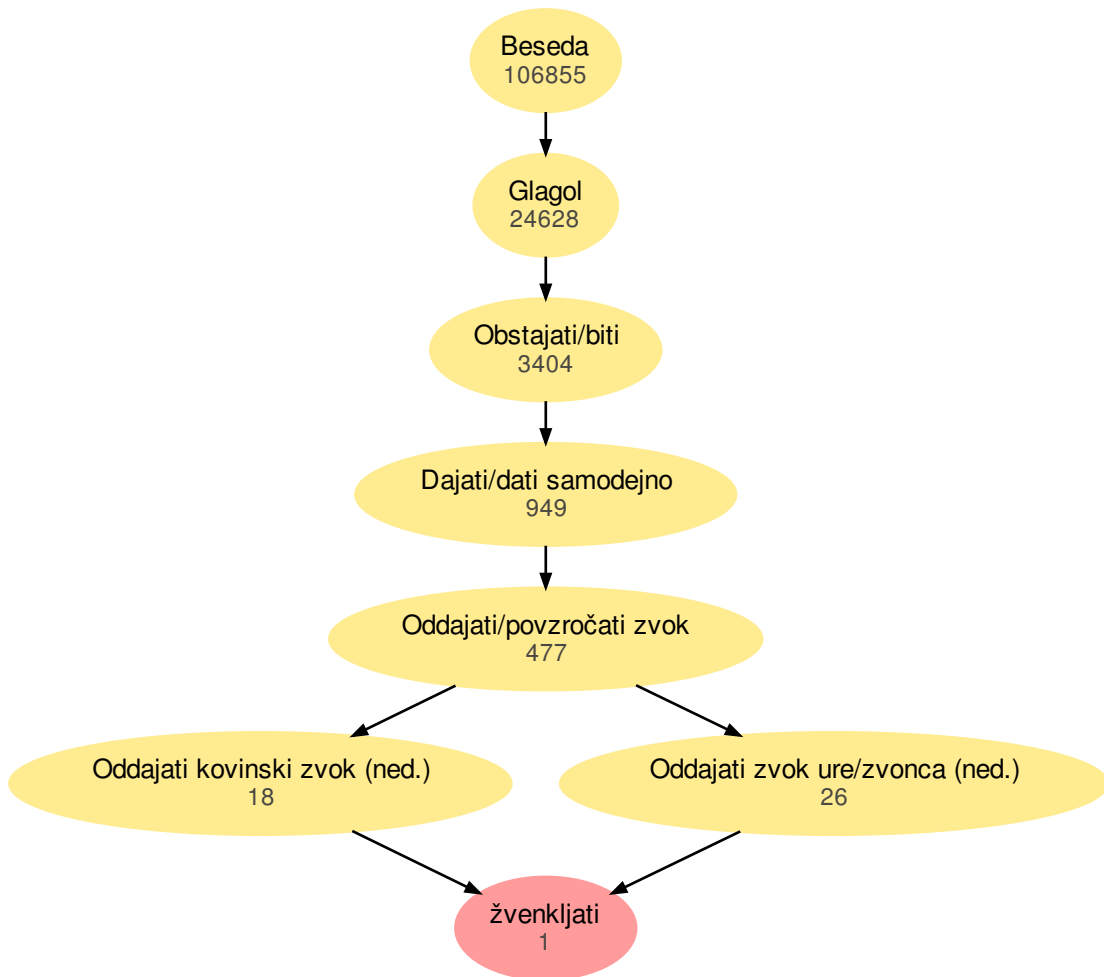 Beseda
106855
Glagol
24628
Obstajati/biti
3404
Dajati/dati samodejno
949
Oddajati/povzročati zvok
477
Oddajati kovinski zvok (ned.)
18
Oddajati zvok ure/zvonca (ned.)
26
žvenkljati
1